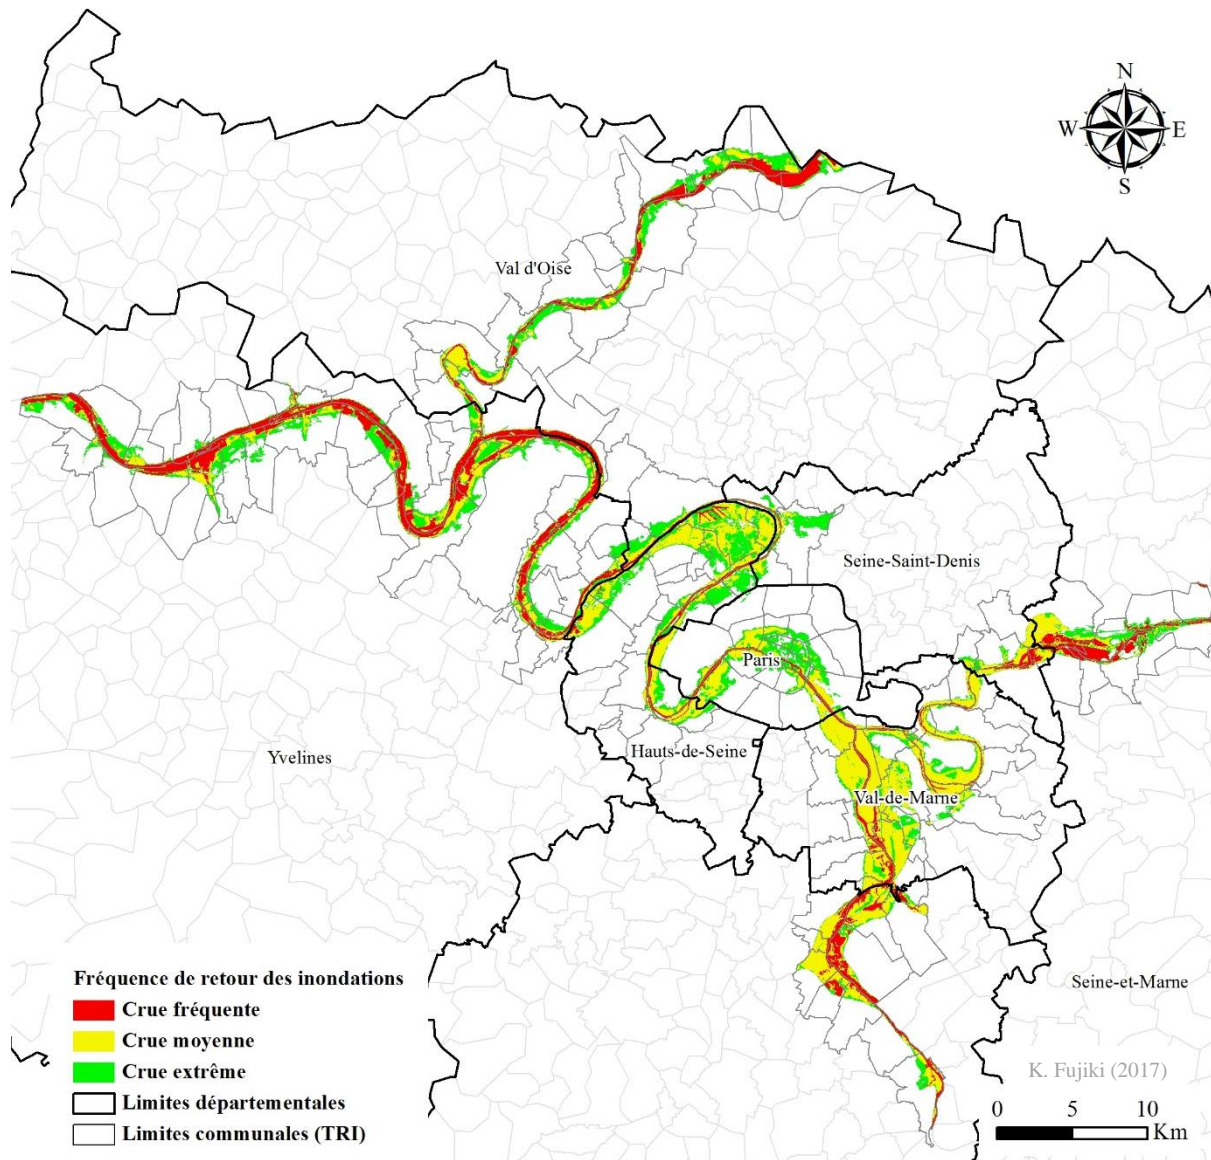 N
W E
S
Val d'Oise
Seine-Saint-Denis
Paris
Hauts-de-Seine
Yvelines
Val-de-Marne
Seine-et-Marne
Fréquence de retour des inondations
Crue fréquente
Crue moyenne
Crue extrême
Limites départementales
Limites communales (TRI)
K. Fujiki (2017)
0 5 10
Km